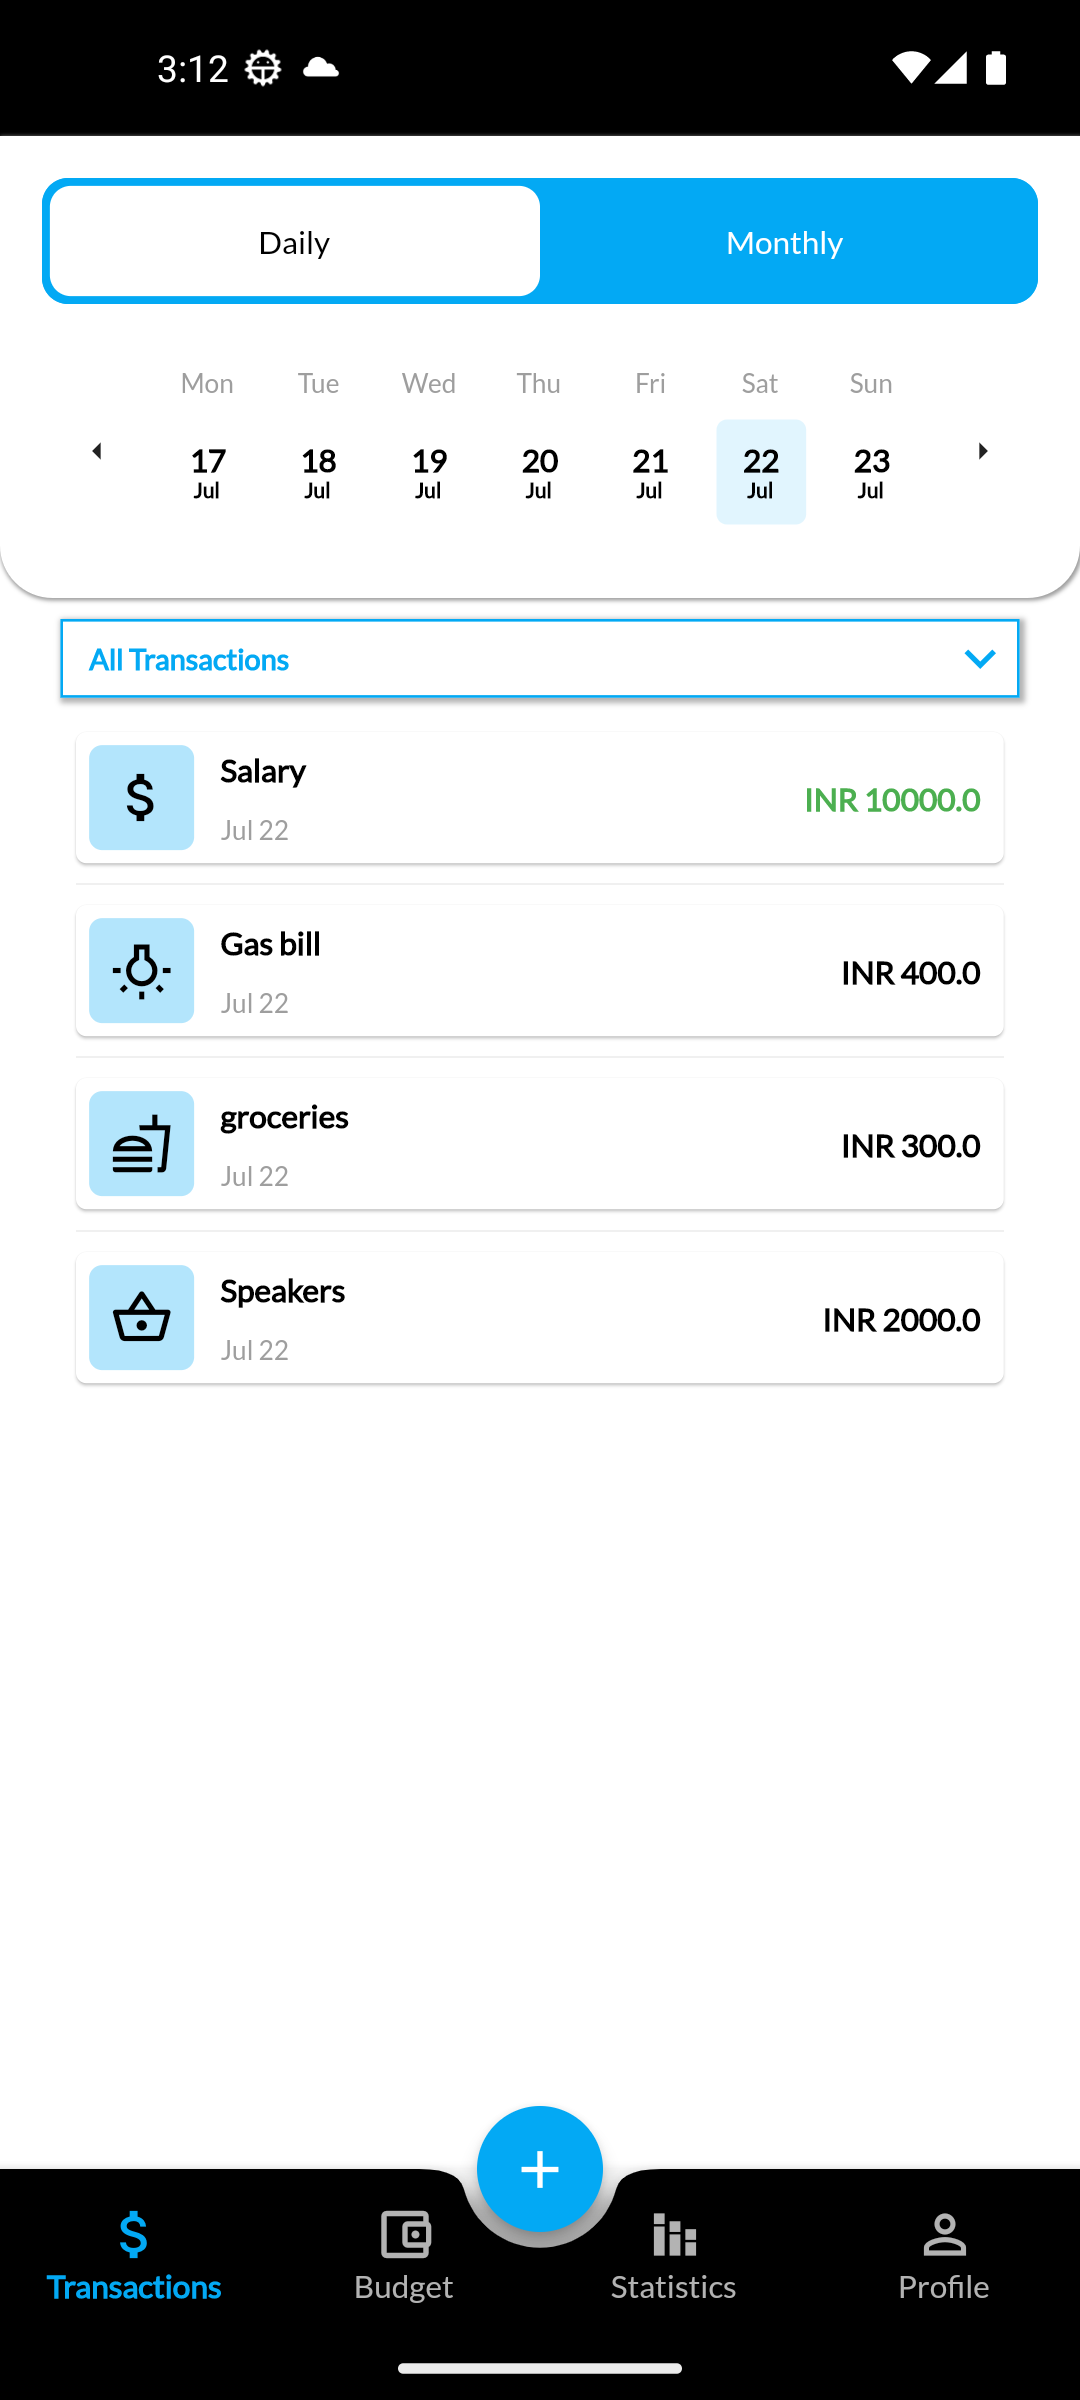 3:12
Daily Monthly
Mon Tue Wed Thu Fri Sat Sun
17 18 19 20 21 22 23
Jul Jul Jul Jul Jul Jul Jul
All Transactions
Salary
INR 10000.0
Jul 22
Gas bill
INR 400.0
Jul 22
groceries
INR 300.0
Jul 22
Speakers
INR 2000.0
Jul 22
Transactions Budget Statistics Profile